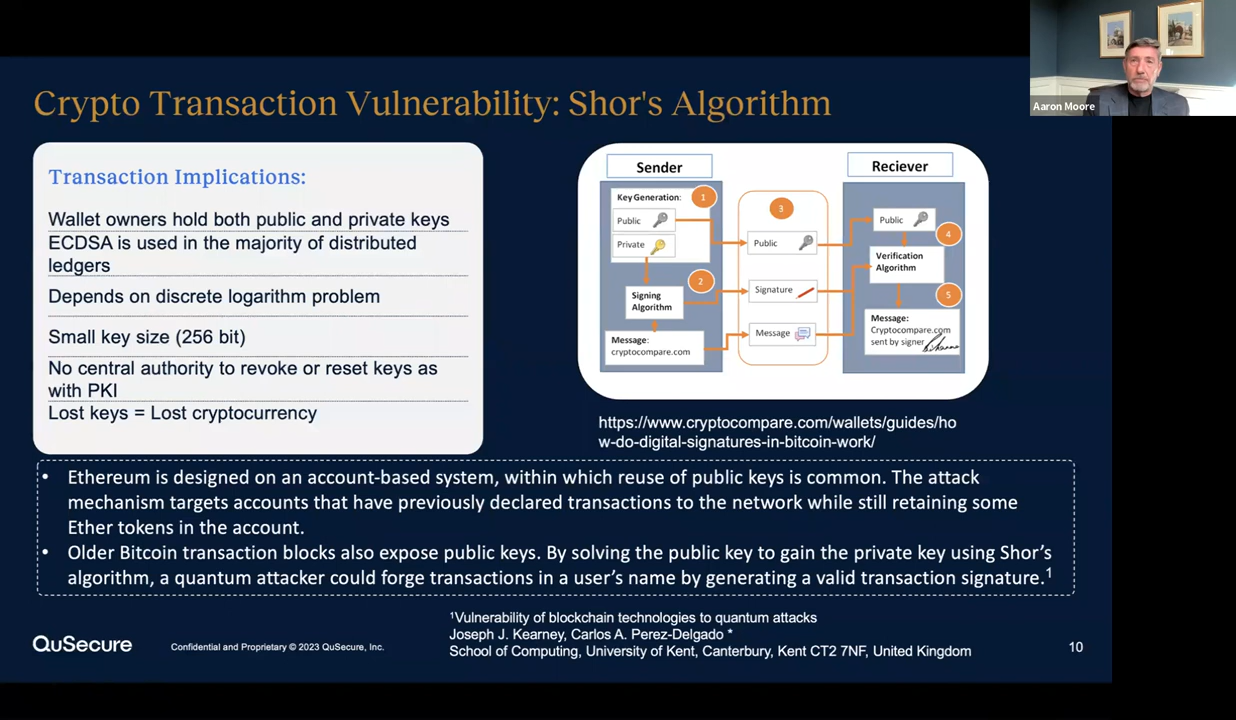 Aaron Moore
Crypto Transaction Vulnerability: Shor's Algorithm
Transaction Implications:
Wallet owners hold both public and private keys
ECDSA is used in the majority of distributed
ledgers
Depends on discrete logarithm problem
Small key size (256 bit)
No central authority to revoke or reset keys as
with PKI
Lost keys = Lost cryptocurrency
Sender
Key Generation:
1
Public
Private
2
Signing
Algorithm
Message:
cryptocompare.com
3
Public
Signature
Message
Reciever
Public
4
Verification
Algorithm
5
Message:
Cryptocompare.com
sent by signer
https://www.cryptocompare.com/wallets/guides/ho
w-do-digital-signatures-in-bitcoin-work/
• Ethereum is designed on an account-based system, within which reuse of public keys is common. The attack
mechanism targets accounts that have previously declared transactions to the network while still retaining some
Ether tokens in the account.
• Older Bitcoin transaction blocks also expose public keys. By solving the public key to gain the private key using Shor's
algorithm, a quantum attacker could forge transactions in a user's name by generating a valid transaction signature.¹
¹Vulnerability of blockchain technologies to quantum attacks
Joseph J. Kearney, Carlos A. Perez-Delgado *
School of Computing, University of Kent, Canterbury, Kent CT2 7NF, United Kingdom
QuSecure
Confidential and Proprietary © 2023 QuSecure, Inc.
10